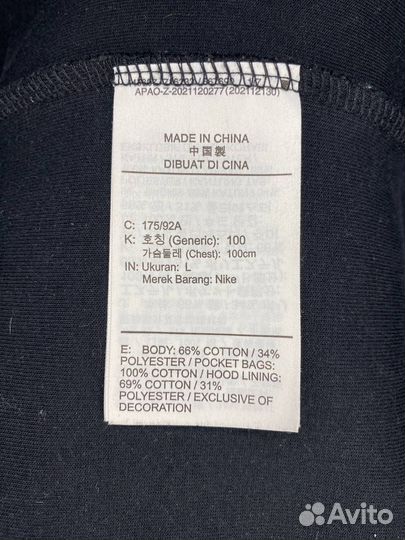 APAO-Z-2021120277 (202112130)
MADE IN CHINA
中国製
DIBUAT DI CINA
C: 175/92A
K: 호칭 (Generic): 100
가슴둘레 (Chest): 100cm
IN: Ukuran: L
Merek Barang: Nike
E: BODY: 66% COTTON / 34%
POLYESTER / POCKET BAGS:
100% COTTON / HOOD LINING:
69% COTTON / 31%
POLYESTER / EXCLUSIVE OF
DECORATION
Avito